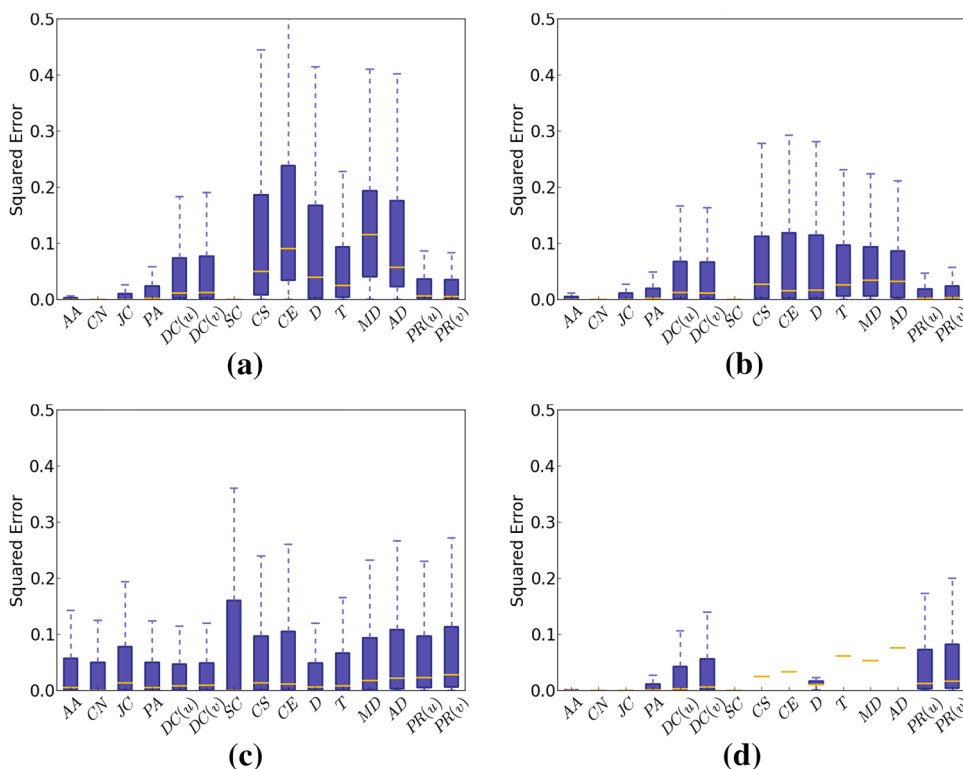 0.5
0.4
0.3
0.2
0.1
0.0
Squared Error
AA CN JC PA DC(u) DC(v) SC CS CE D T MD AD PR(u) PR(v)
(a)
0.5
0.4
0.3
0.2
0.1
0.0
Squared Error
AA CN JC PA DC(u) DC(v) SC CS CE D T MD AD PR(u) PR(v)
(b)
0.5
0.4
0.3
0.2
0.1
0.0
Squared Error
AA CN JC PA DC(u) DC(v) SC CS CE D T MD AD PR(u) PR(v)
(c)
0.5
0.4
0.3
0.2
0.1
0.0
Squared Error
AA CN JC PA DC(u) DC(v) SC CS CE D T MD AD PR(u) PR(v)
(d)